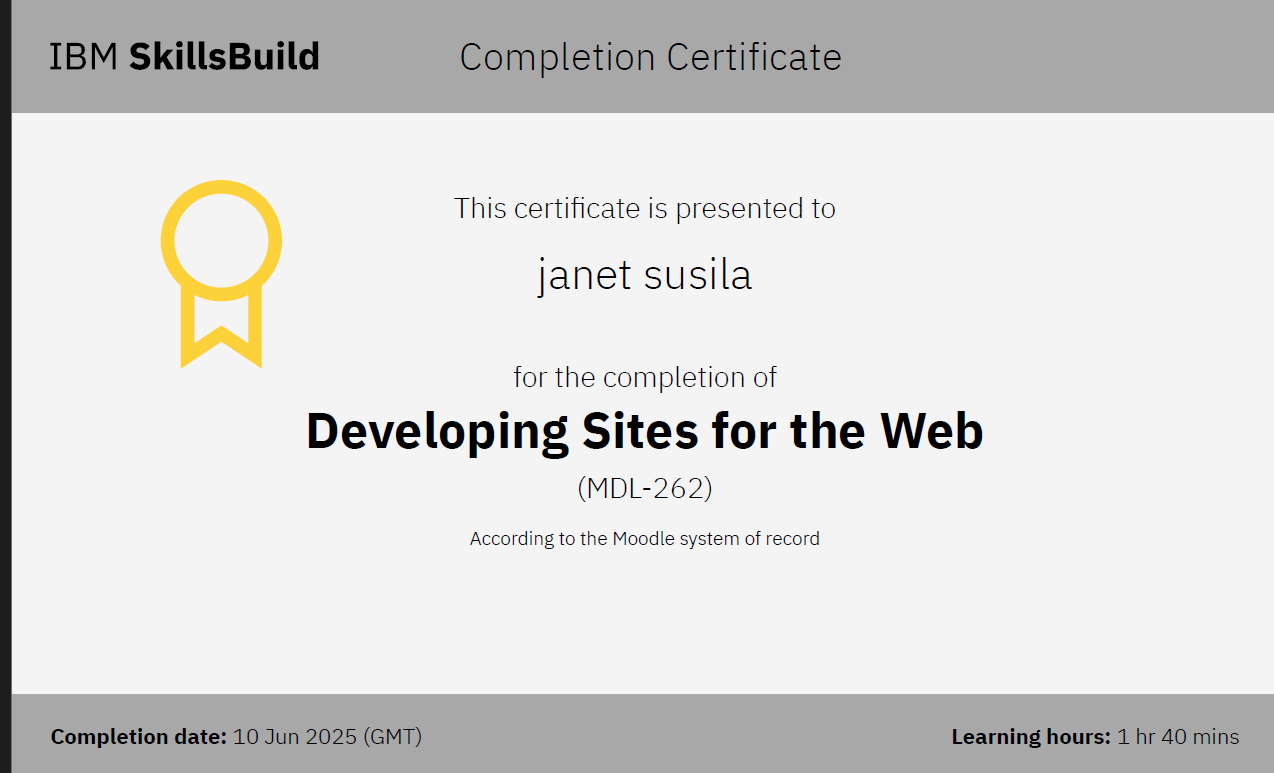 IBM SkillsBuild
Completion Certificate
This certificate is presented to
janet susila
for the completion of
Developing Sites for the Web
(MDL-262)
According to the Moodle system of record
Completion date: 10 Jun 2025 (GMT)
Learning hours: 1 hr 40 mins